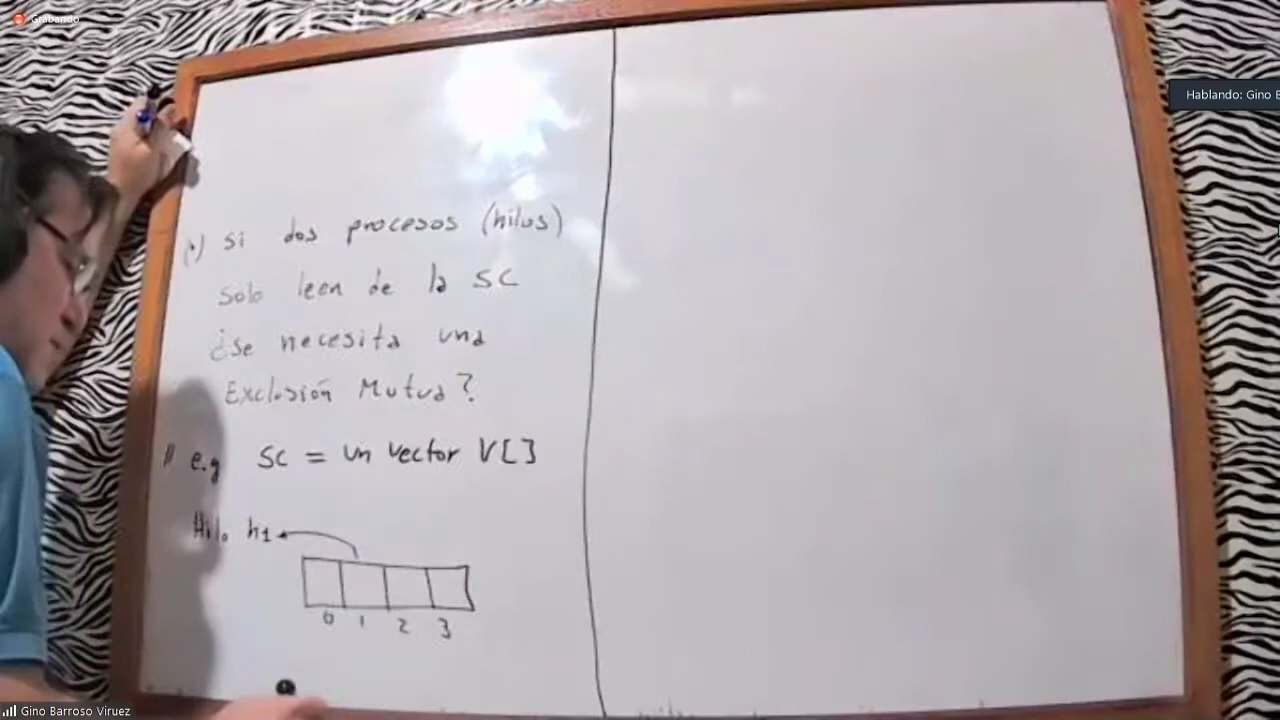 Grabando
Hablando: Gino B
(*) Si dos procesos (hilos)
Solo leen de la SC
¿se necesita una
Exclusión Mutua?
// e.g SC = un vector V[]
Hilo h1
0 1 2 3
Gino Barroso Viruez